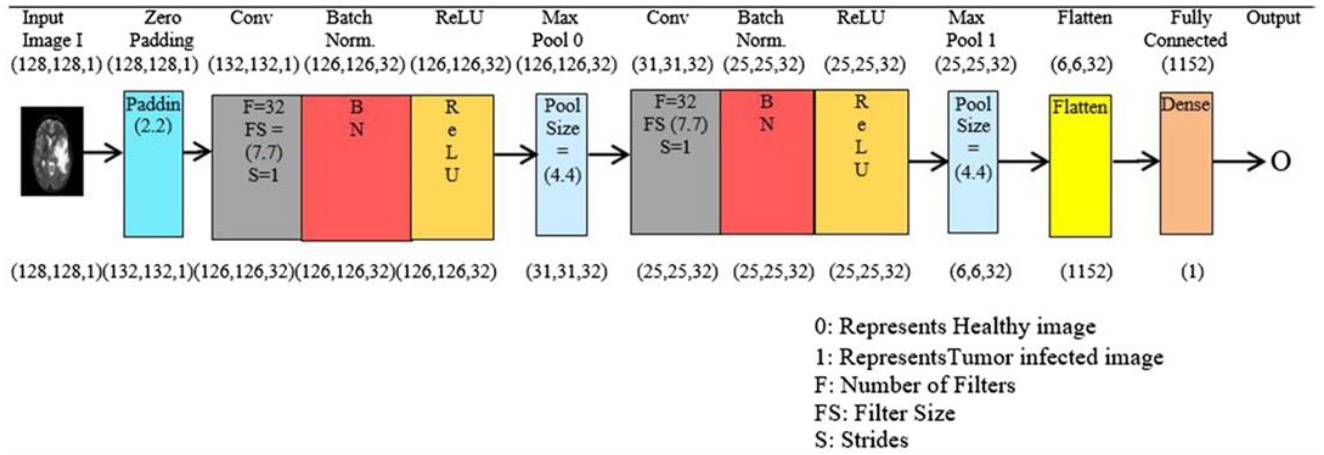 Input Zero Conv Batch ReLU Max Conv Batch ReLU Max Flatten Fully Output
Image I Padding Norm. Pool 0 Norm. Pool 1 Connected
(128,128,1) (128,128,1) (132,132,1) (126,126,32) (126,126,32) (126,126,32) (31,31,32) (25,25,32) (25,25,32) (25,25,32) (6,6,32) (1152)
Paddin
(2.2)
F=32
FS =
(7.7)
S=1
B
N
R
e
L
U
Pool
Size
=
(4.4)
F=32
FS (7.7)
S=1
B
N
R
e
L
U
Pool
Size
=
(4.4)
Flatten
Dense
O
(128,128,1)(132,132,1)(126,126,32)(126,126,32)(126,126,32) (31,31,32) (25,25,32) (25,25,32) (25,25,32) (6,6,32) (1152) (1)
0: Represents Healthy image
1: RepresentsTumor infected image
F: Number of Filters
FS: Filter Size
S: Strides